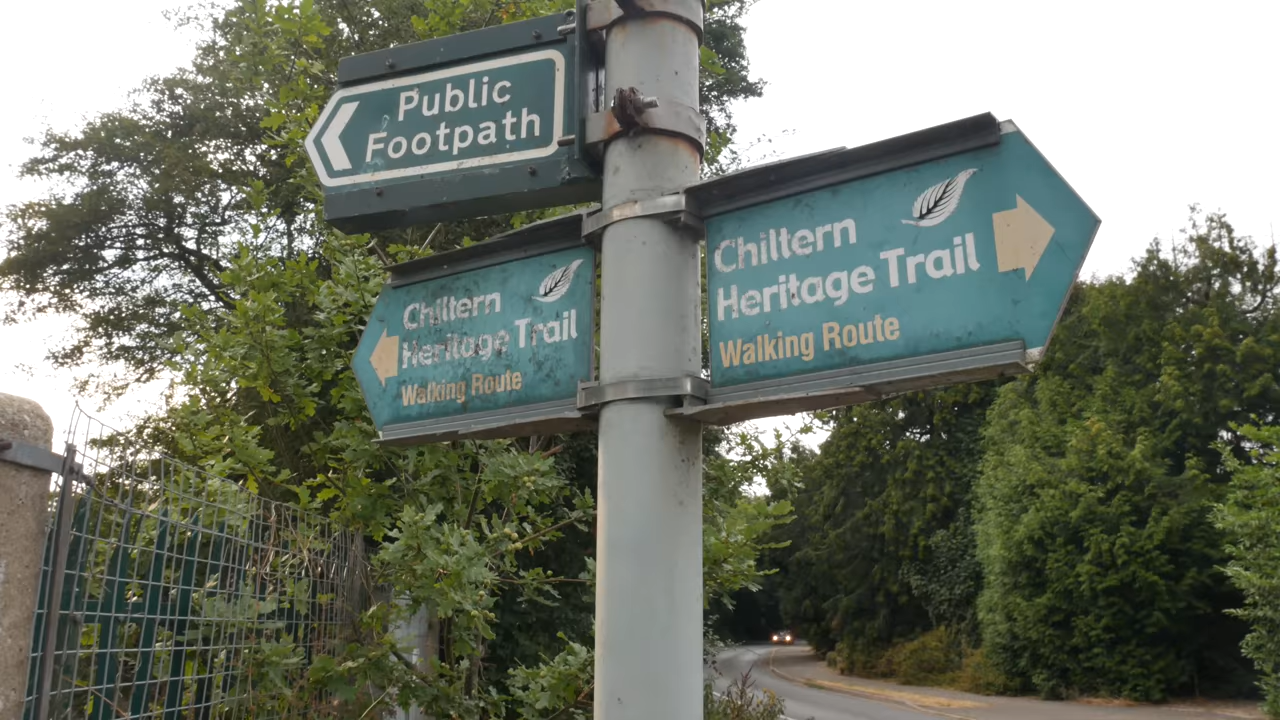 Public
Footpath
Chiltern
Heritage Trail
Walking Route
Chiltern
Heritage Trail
Walking Route